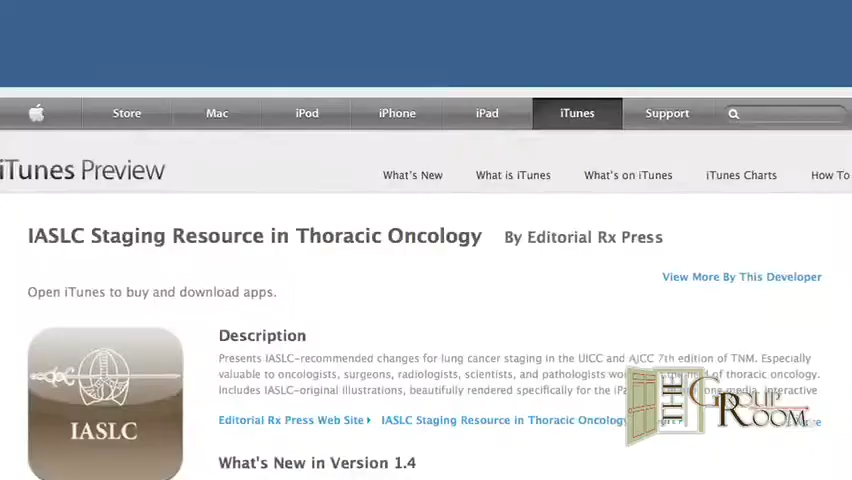 Store Mac iPod iPhone iPad iTunes Support
iTunes Preview What's New What is iTunes What's on iTunes iTunes Charts How To
IASLC Staging Resource in Thoracic Oncology By Editorial Rx Press
View More By This Developer
Open iTunes to buy and download apps.
Description
Presents IASLC-recommended changes for lung cancer staging in the UICC and AJCC 7th edition of TNM. Especially
valuable to oncologists, surgeons, radiologists, scientists, and pathologists of thoracic oncology.
Includes IASLC-original illustrations, beautifully rendered specifically for the media, interactive
Editorial Rx Press Web Site IASLC Staging Resource in Thoracic Oncology
THE GROUP ROOM
IASLC
What's New in Version 1.4